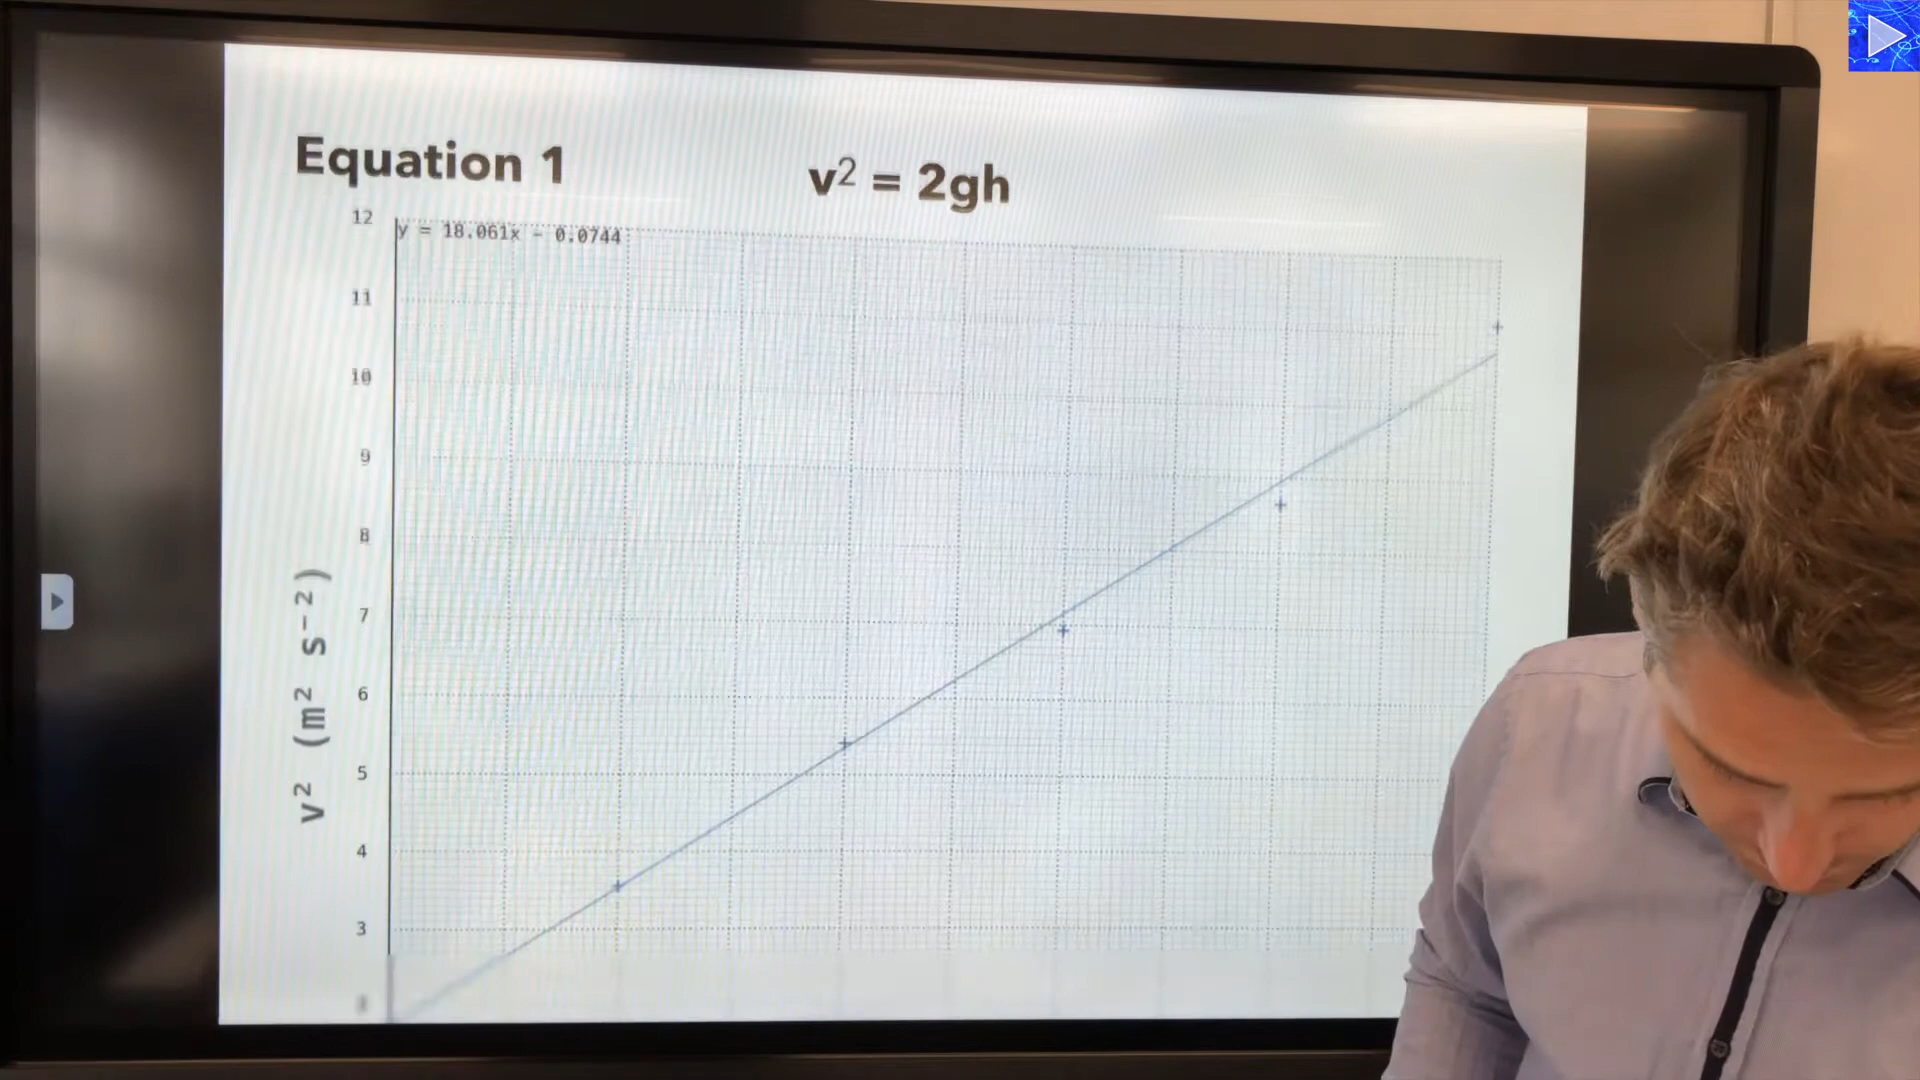 Equation 1
v² = 2gh
y = 18.061x - 0.0744
12
11
10
9
8
7
6
5
4
3
v² (m² s⁻²)